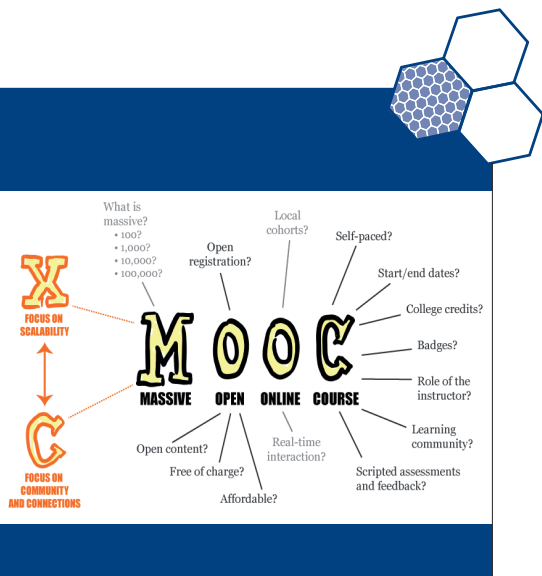 What is
massive?
• 100?
• 1,000?
• 10,000?
• 100,000?
Local
cohorts?
Open
registration?
Self-paced?
Start/end dates?
College credits?
Badges?
Role of the
instructor?
Learning
community?
Scripted assessments
and feedback?
X
FOCUS ON
SCALABILITY
C
FOCUS ON
COMMUNITY
AND CONNECTIONS
MOOC
MASSIVE OPEN ONLINE COURSE
Open content?
Free of charge?
Affordable?
Real-time
interaction?